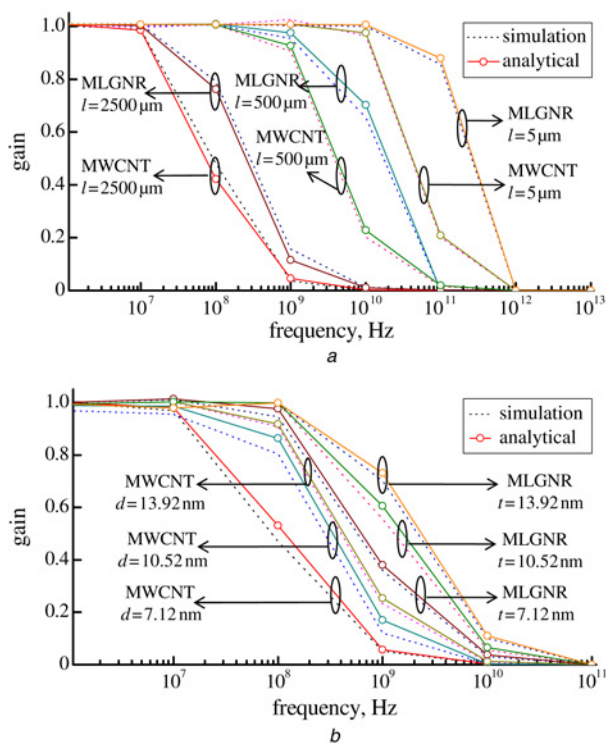 1.0
0.8
0.6
0.4
0.2
0
gain
simulation
analytical
MLGNR
l = 2500 μm
MLGNR
l = 500 μm
MLGNR
l = 5 μm
MWCNT
l = 500 μm
MWCNT
l = 2500 μm
MWCNT
l = 5 μm
10^7 10^8 10^9 10^10 10^11 10^12 10^13
frequency, Hz
a
1.0
0.8
0.6
0.4
0.2
0
gain
simulation
analytical
MWCNT
d = 13.92 nm
MLGNR
t = 13.92 nm
MWCNT
d = 10.52 nm
MLGNR
t = 10.52 nm
MWCNT
d = 7.12 nm
MLGNR
t = 7.12 nm
10^7 10^8 10^9 10^10 10^11
frequency, Hz
b